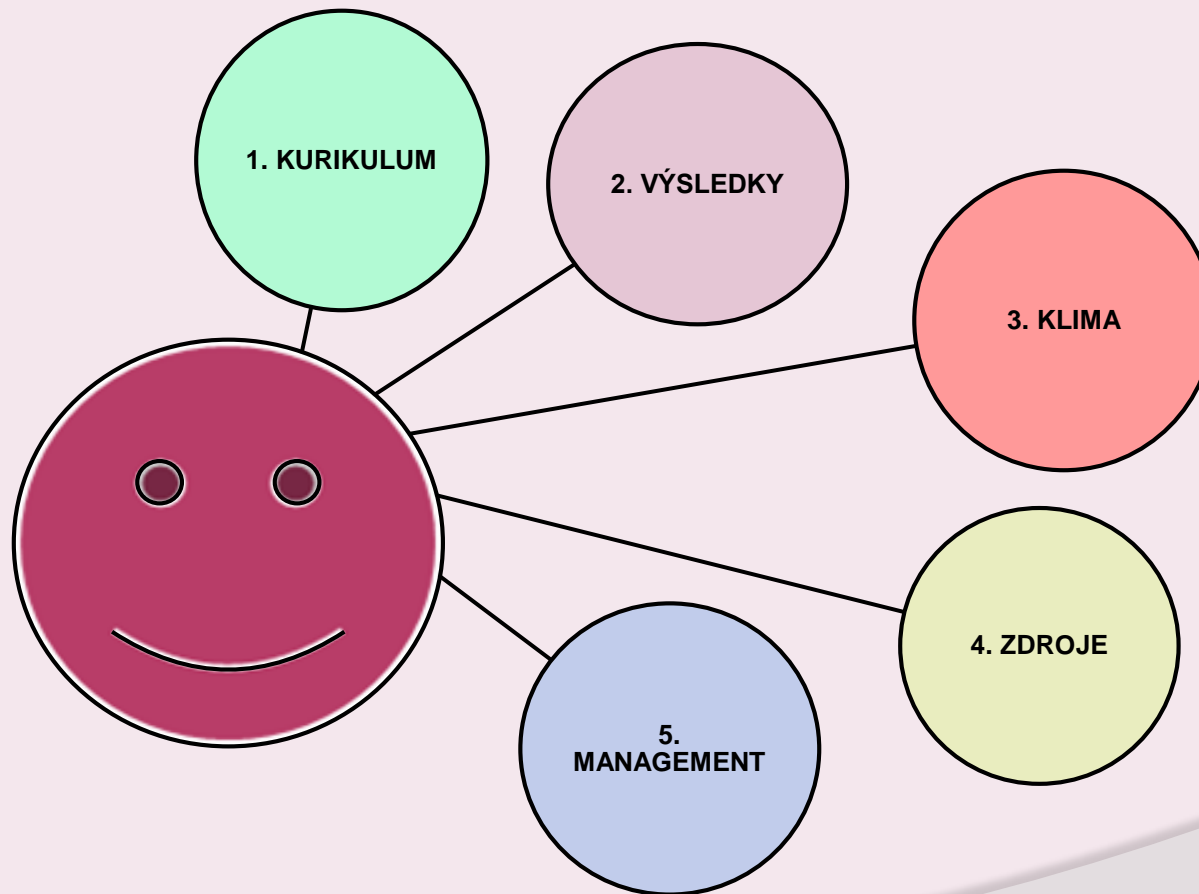 1. KURIKULUM
2. VÝSLEDKY
3. KLIMA
4. ZDROJE
5.
MANAGEMENT